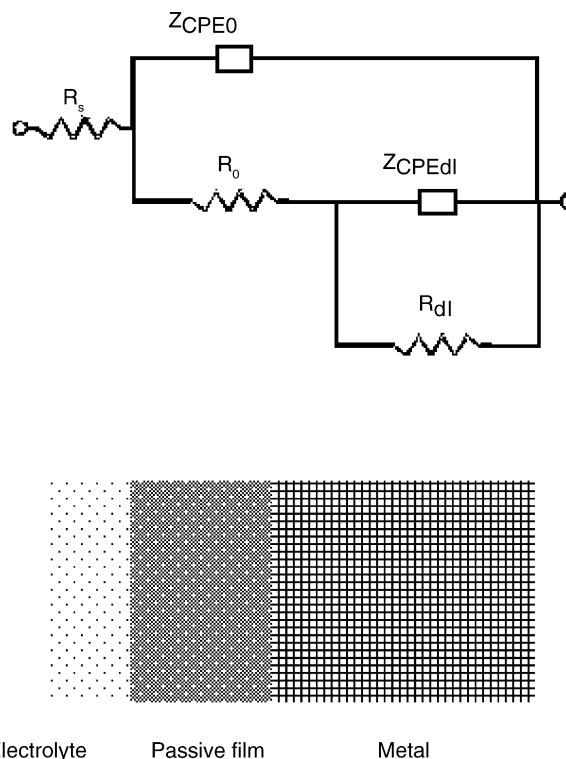 ZCPE0
Rs
R0
ZCPEdl
Rdl
lectrolyte Passive film Metal